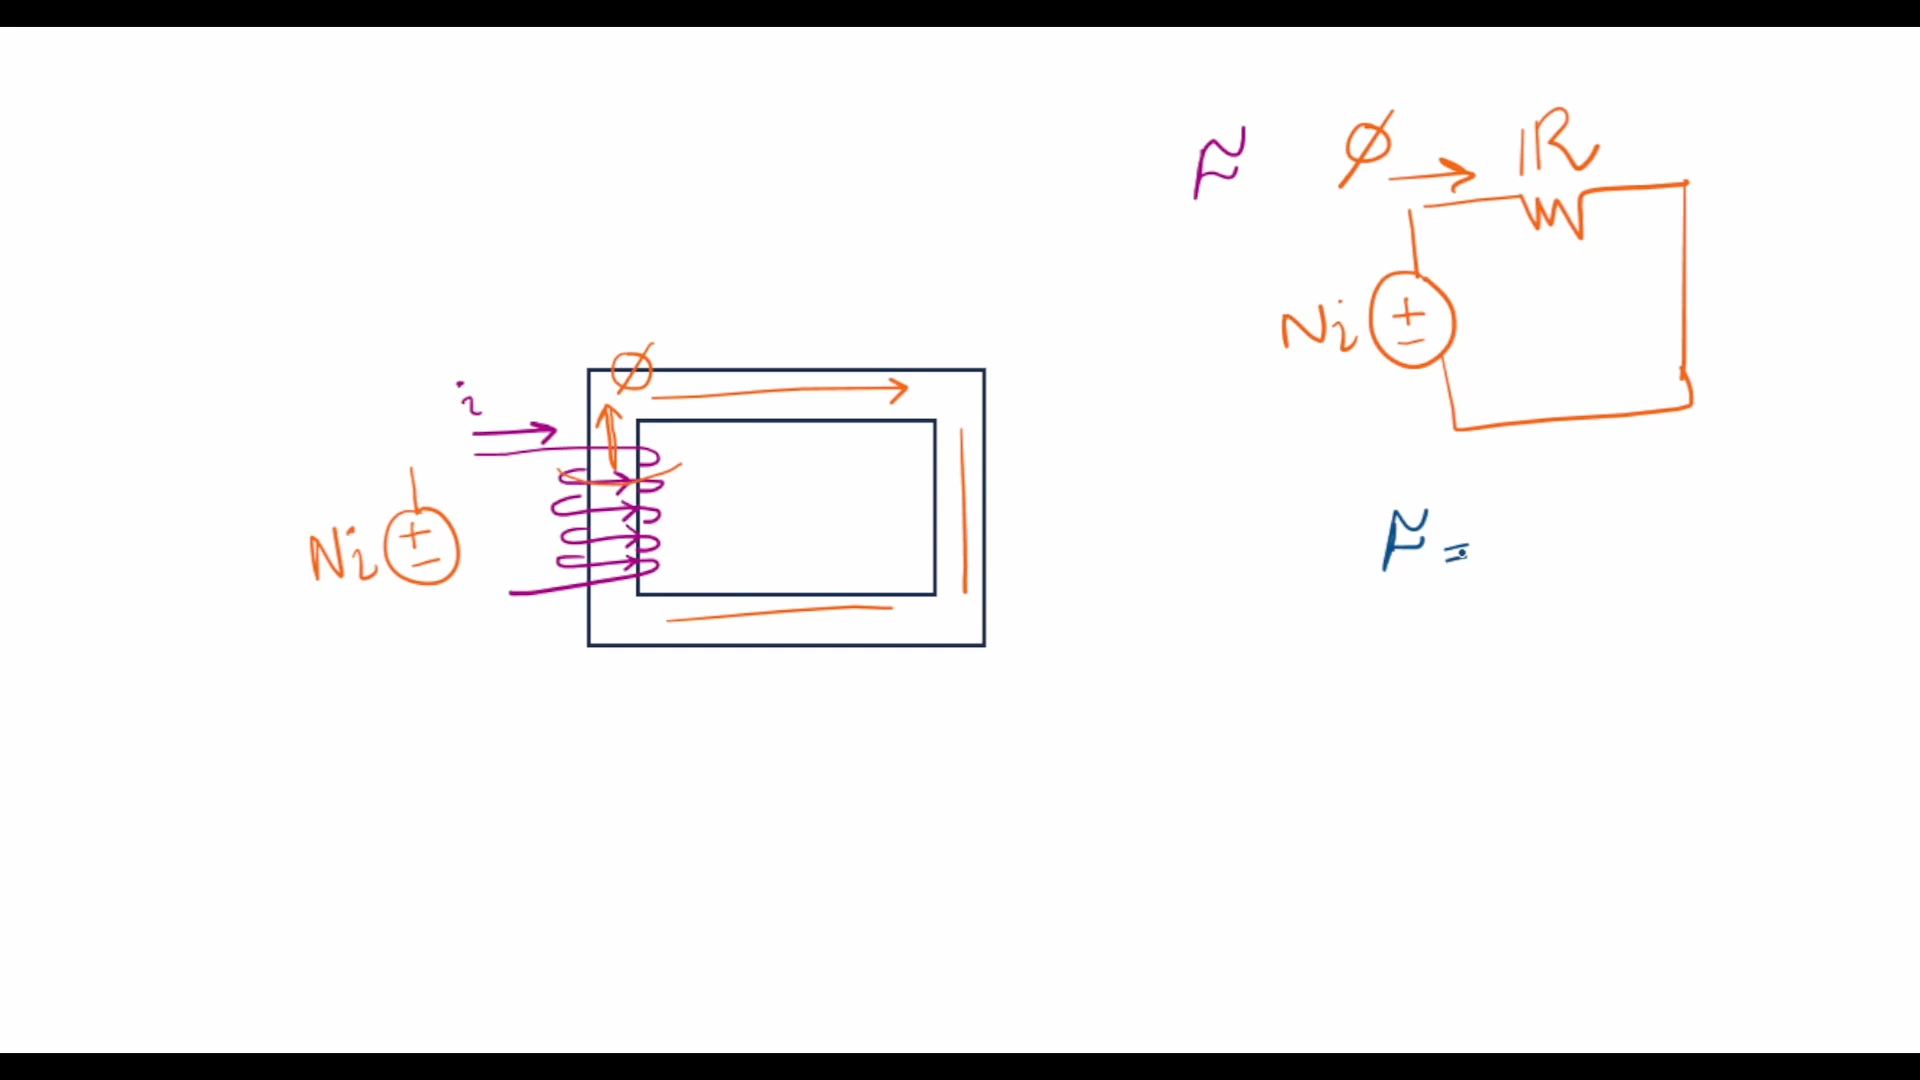 ℱ ∅ ℝ
Ni + −
∅
i
Ni + −
ℱ =